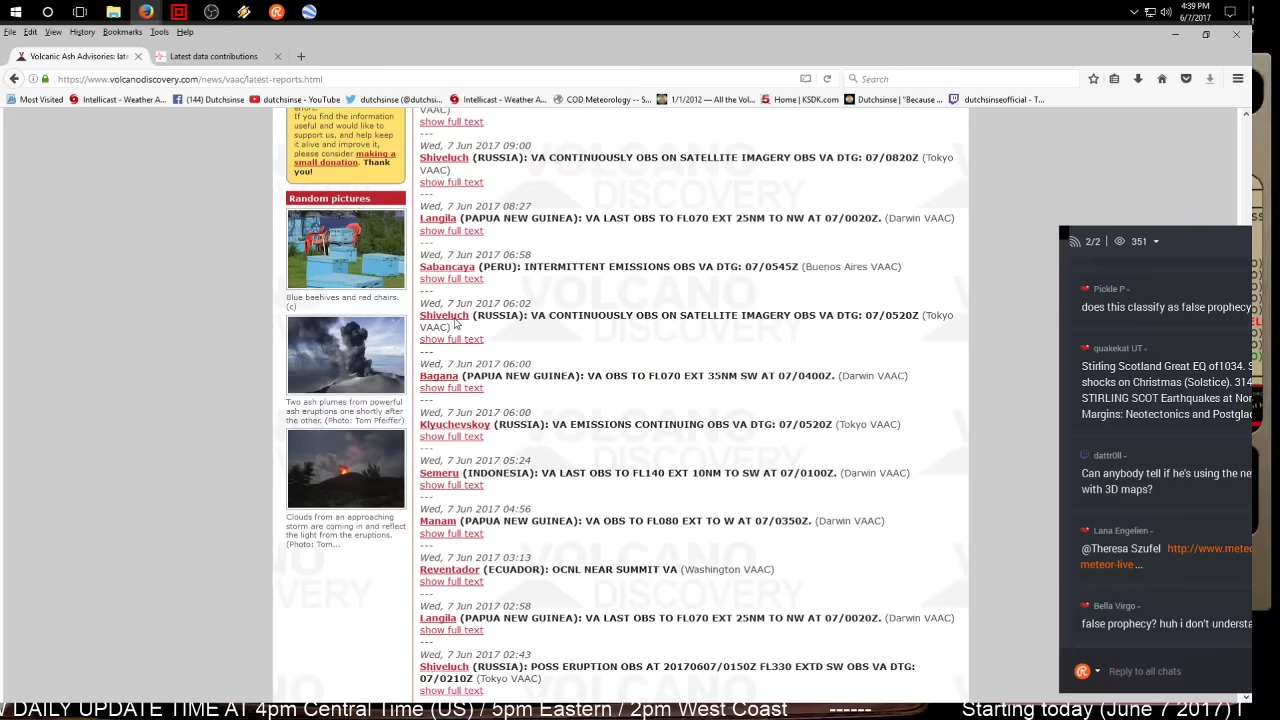 4:39 PM
6/7/2017
File Edit View History Bookmarks Tools Help
Volcanic Ash Advisories: late
Latest data contributions
https://www.volcanodiscovery.com/news/vaac/latest-reports.html
Search
Most Visited
Intellicast - Weather A...
(144) Dutchsinse
dutchsinse - YouTube
dutchsinse (@dutchsi...
Intellicast - Weather A...
COD Meteorology -- S...
1/1/2012 — All the Vol...
Home | KSDK.com
Dutchsinse | "Because ...
dutchsinseofficial - T...
effort.
If you find the information
useful and would like to
support us, and help keep
it alive and improve it,
please consider making a
small donation. Thank
you!
Random pictures
Blue beehives and red chairs.
(c)
Two ash plumes from powerful
ash eruptions one shortly after
the other. (Photo: Tom Pfeiffer)
Clouds from an approaching
storm are coming in and reflect
the light from the eruptions.
(Photo: Tom...
VAAC)
show full text
---
Wed, 7 Jun 2017 09:00
Shiveluch (RUSSIA): VA CONTINUOUSLY OBS ON SATELLITE IMAGERY OBS VA DTG: 07/0820Z (Tokyo
VAAC)
show full text
---
Wed, 7 Jun 2017 08:27
Langila (PAPUA NEW GUINEA): VA LAST OBS TO FL070 EXT 25NM TO NW AT 07/0020Z. (Darwin VAAC)
show full text
---
Wed, 7 Jun 2017 06:58
Sabancaya (PERU): INTERMITTENT EMISSIONS OBS VA DTG: 07/0545Z (Buenos Aires VAAC)
show full text
---
Wed, 7 Jun 2017 06:02
Shiveluch (RUSSIA): VA CONTINUOUSLY OBS ON SATELLITE IMAGERY OBS VA DTG: 07/0520Z (Tokyo
VAAC)
show full text
---
Wed, 7 Jun 2017 06:00
Bagana (PAPUA NEW GUINEA): VA OBS TO FL070 EXT 35NM SW AT 07/0400Z. (Darwin VAAC)
show full text
---
Wed, 7 Jun 2017 06:00
Klyuchevskoy (RUSSIA): VA EMISSIONS CONTINUING OBS VA DTG: 07/0520Z (Tokyo VAAC)
show full text
---
Wed, 7 Jun 2017 05:24
Semeru (INDONESIA): VA LAST OBS TO FL140 EXT 10NM TO SW AT 07/0100Z. (Darwin VAAC)
show full text
---
Wed, 7 Jun 2017 04:56
Manam (PAPUA NEW GUINEA): VA OBS TO FL080 EXT TO W AT 07/0350Z. (Darwin VAAC)
show full text
---
Wed, 7 Jun 2017 03:13
Reventador (ECUADOR): OCNL NEAR SUMMIT VA (Washington VAAC)
show full text
---
Wed, 7 Jun 2017 02:58
Langila (PAPUA NEW GUINEA): VA LAST OBS TO FL070 EXT 25NM TO NW AT 07/0020Z. (Darwin VAAC)
show full text
---
Wed, 7 Jun 2017 02:43
Shiveluch (RUSSIA): POSS ERUPTION OBS AT 20170607/0150Z FL330 EXTD SW OBS VA DTG:
07/0210Z (Tokyo VAAC)
show full text
2/2 | 351
Pickle P
does this classify as false prophecy
quakekat UT
Stirling Scotland Great EQ of1034. S
shocks on Christmas (Solstice). 314
STIRLING SCOT Earthquakes at Nor
Margins: Neotectonics and Postglac
dattr0ll
Can anybody tell if he's using the ne
with 3D maps?
Lana Engelien
@Theresa Szufel http://www.mete
meteor-live...
Bella Virgo
false prophecy? huh i don't understa
Reply to all chats
W DAILY UPDATE TIME AT 4pm Central Time (US) / 5pm Eastern / 2pm West Coast ----- Starting today (June 7 2017) I